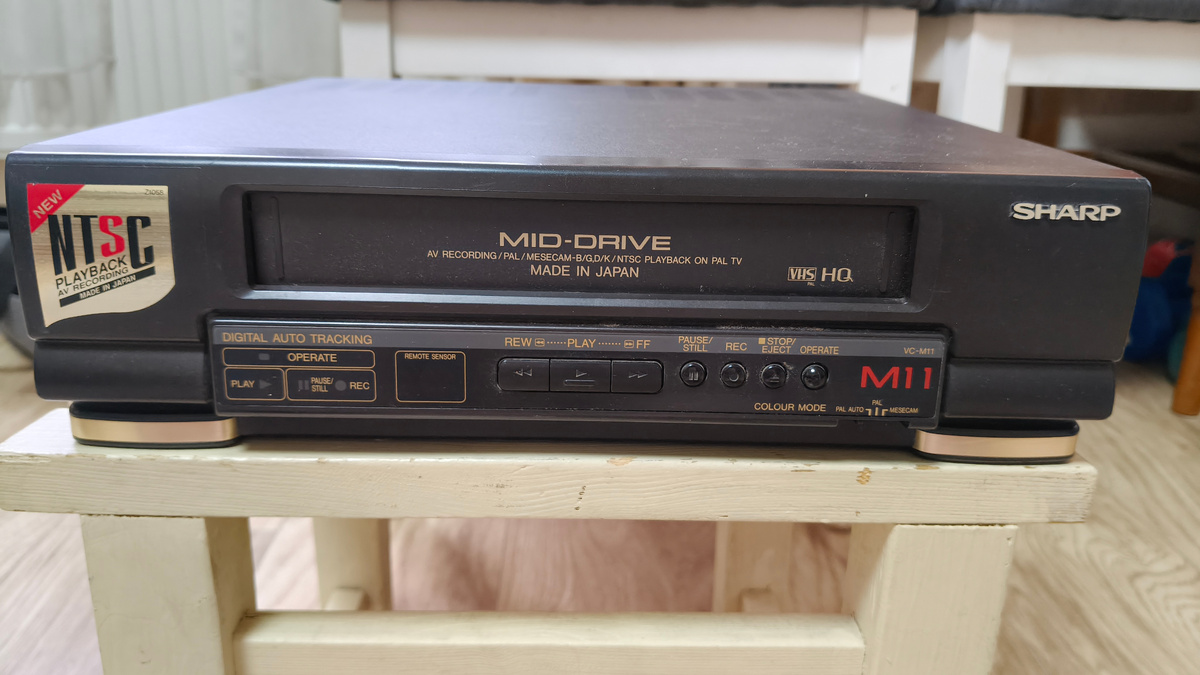 NEW
NTSC
PLAYBACK
AV RECORDING
MADE IN JAPAN
SHARP
MID-DRIVE
AV RECORDING/PAL/MESECAM-B/G,D/K/NTSC PLAYBACK ON PAL TV
MADE IN JAPAN
VHS HQ
PAL
DIGITAL AUTO TRACKING
OPERATE
PLAY
PAUSE/
STILL
REC
REMOTE SENSOR
REW PLAY FF
PAUSE/
STILL
REC
STOP/
EJECT
OPERATE
VC-M11
M11
COLOUR MODE
PAL
PAL AUTO MESECAM